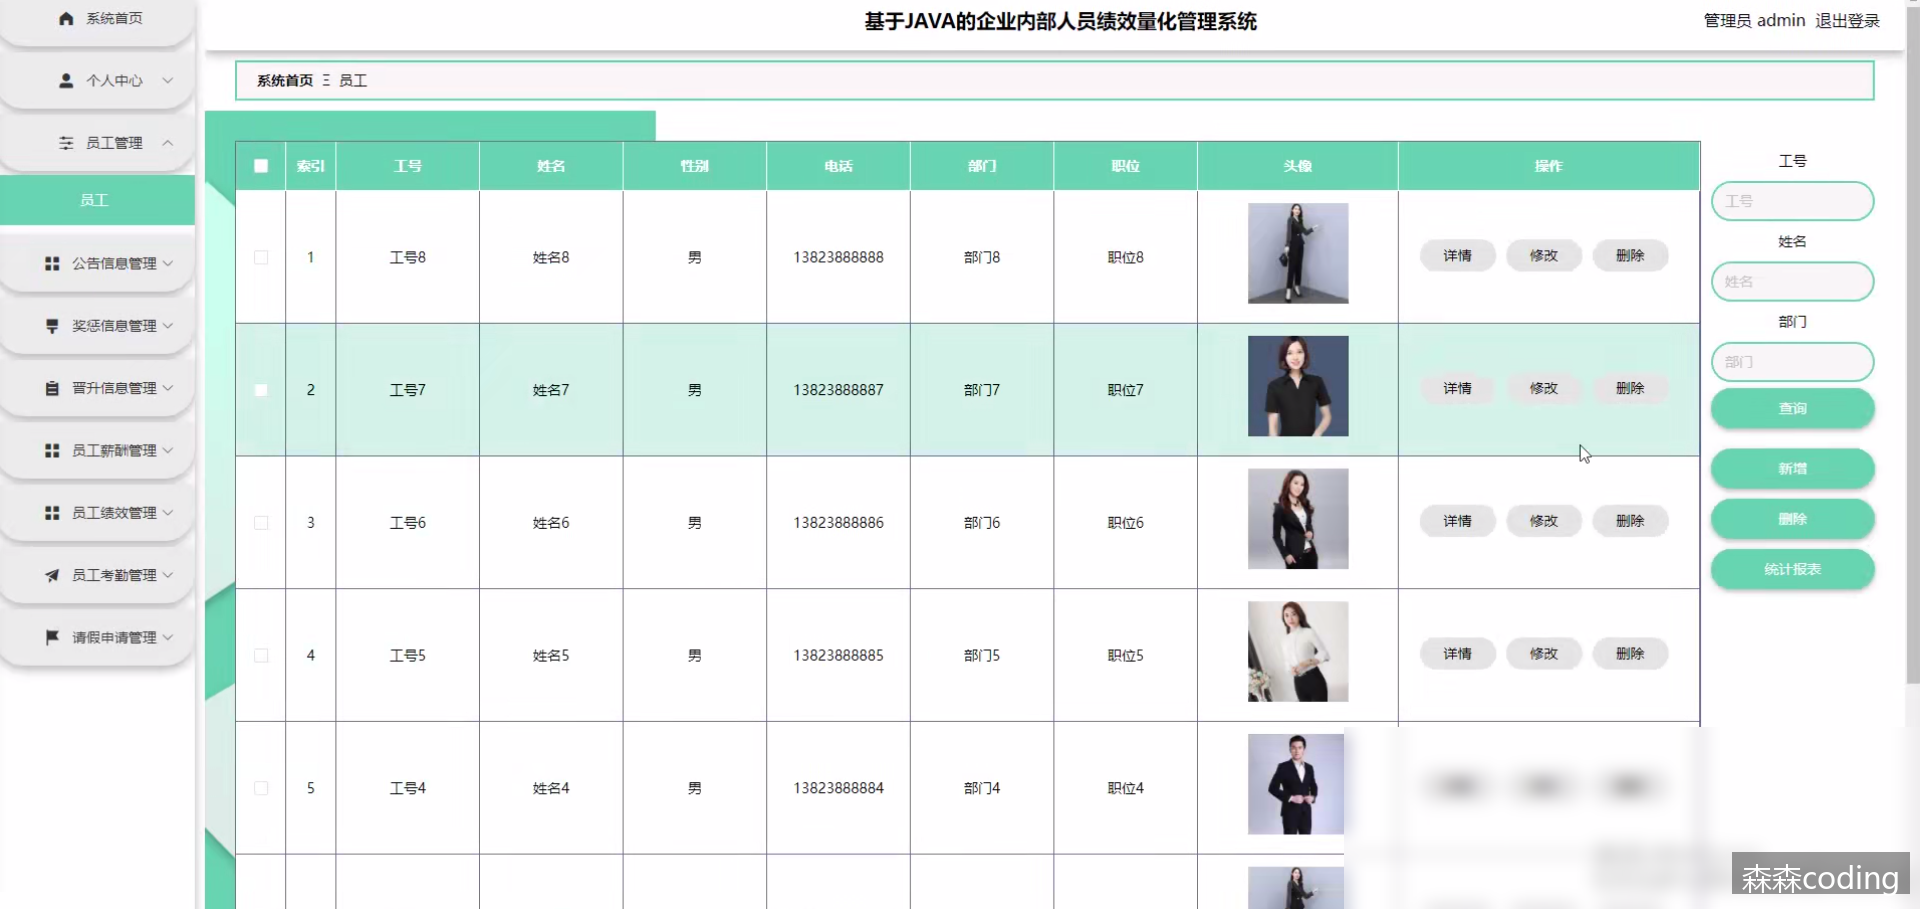 系统首页
个人中心
员工管理
员工
公告信息管理
奖惩信息管理
晋升信息管理
员工薪酬管理
员工绩效管理
员工考勤管理
请假申请管理
基于JAVA的企业内部人员绩效量化管理系统
管理员 admin 退出登录
系统首页 Ξ 员工
索引 工号 姓名 性别 电话 部门 职位 头像 操作
1 工号8 姓名8 男 13823888888 部门8 职位8 详情 修改 删除
2 工号7 姓名7 男 13823888887 部门7 职位7 详情 修改 删除
3 工号6 姓名6 男 13823888886 部门6 职位6 详情 修改 删除
4 工号5 姓名5 男 13823888885 部门5 职位5 详情 修改 删除
5 工号4 姓名4 男 13823888884 部门4 职位4
工号
工号
姓名
姓名
部门
部门
查询
新增
删除
统计报表
森森coding